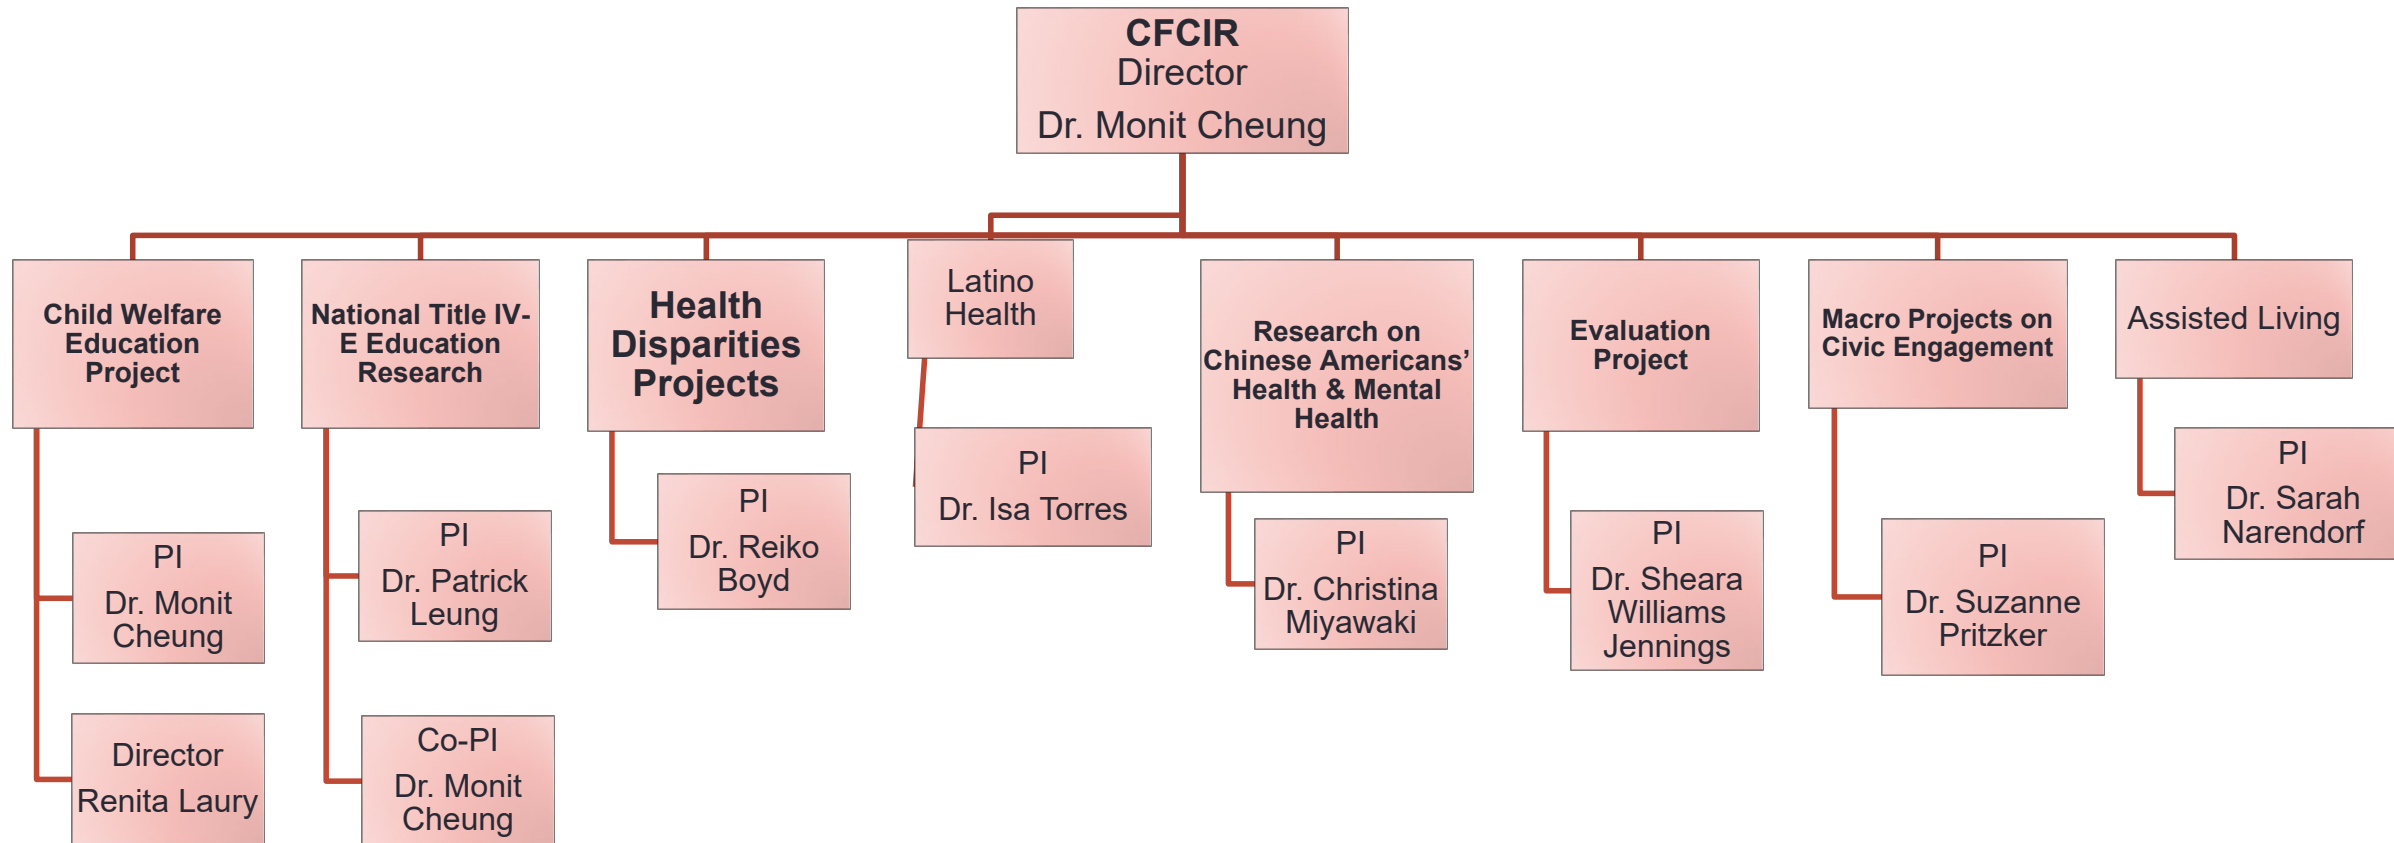 CFCIR
Director
Dr. Monit Cheung
Child Welfare
Education
Project
National Title IV-
E Education
Research
Health
Disparities
Projects
Latino
Health
Research on
Chinese Americans’
Health & Mental
Health
Evaluation
Project
Macro Projects on
Civic Engagement
Assisted Living
PI
Dr. Monit
Cheung
Director
Renita Laury
PI
Dr. Patrick
Leung
Co-PI
Dr. Monit
Cheung
PI
Dr. Reiko
Boyd
PI
Dr. Isa Torres
PI
Dr. Christina
Miyawaki
PI
Dr. Sheara
Williams
Jennings
PI
Dr. Suzanne
Pritzker
PI
Dr. Sarah
Narendorf